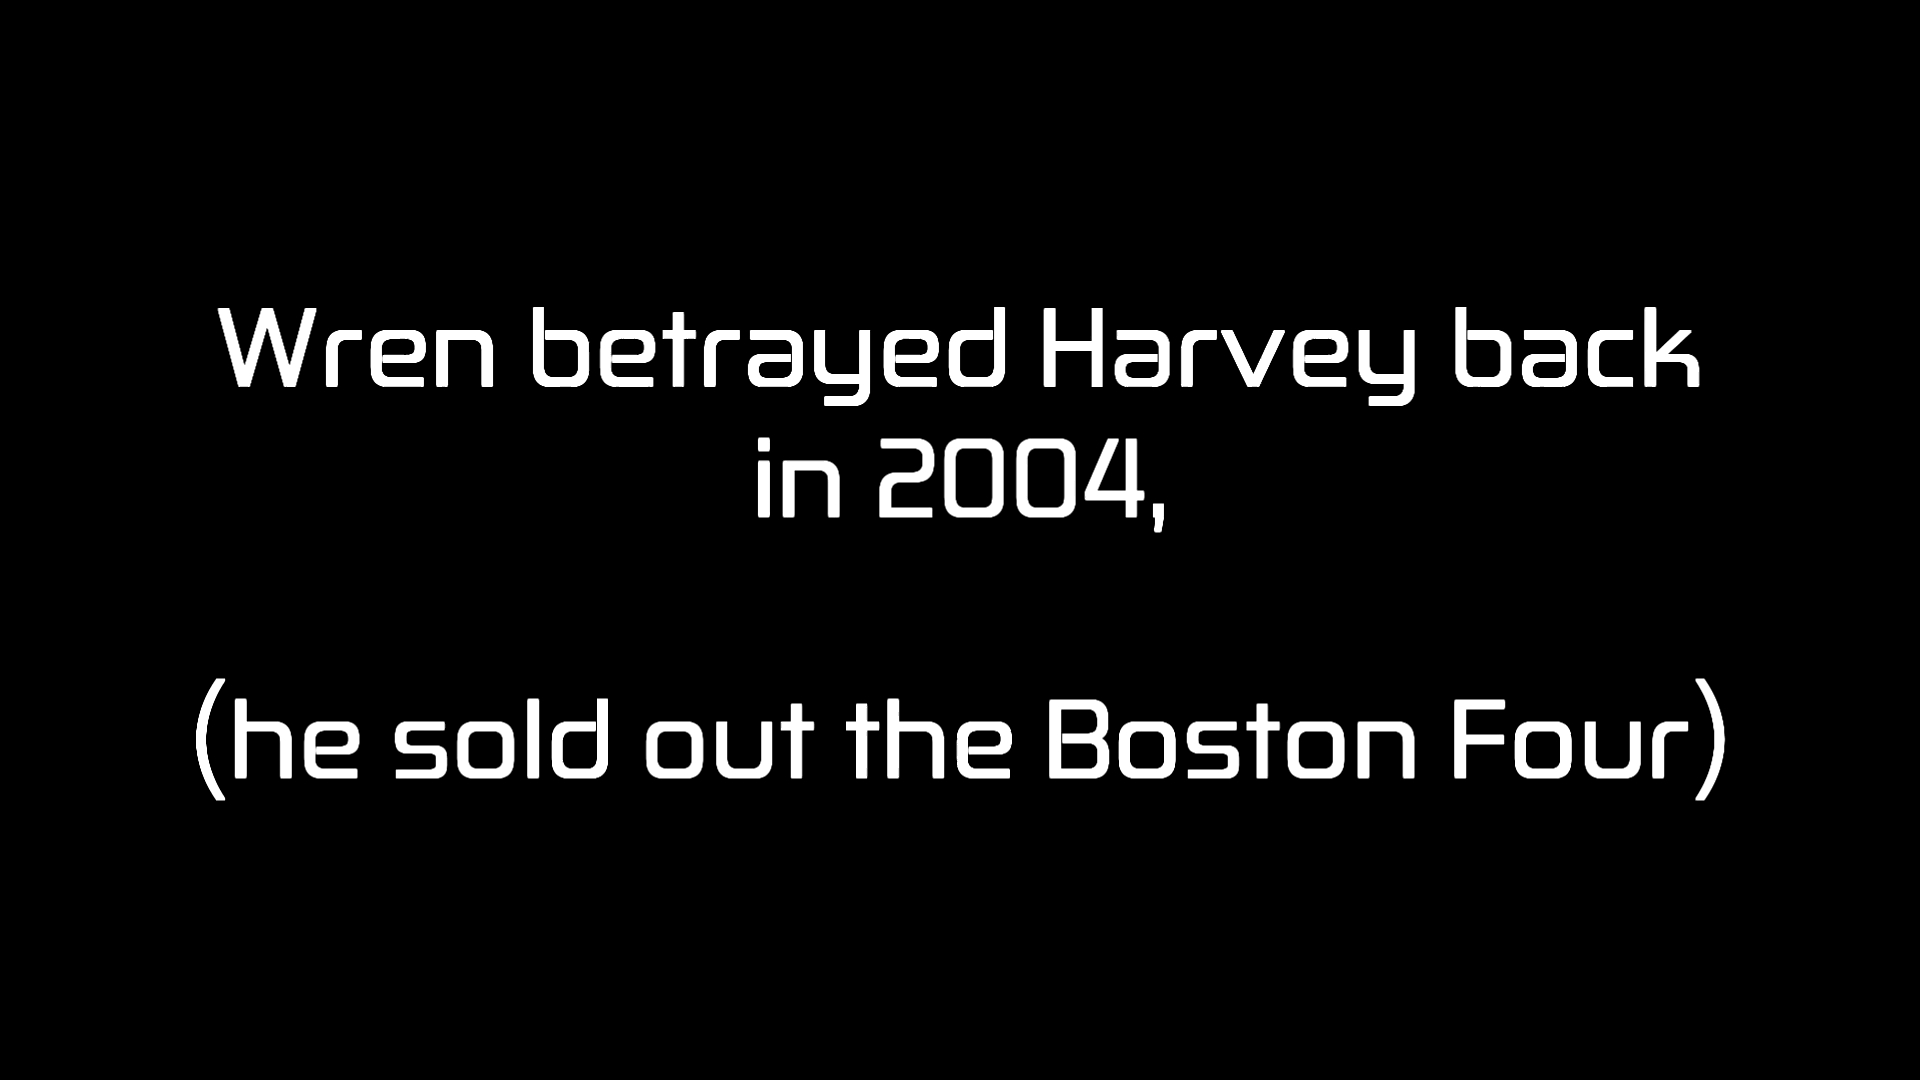 Wren betrayed Harvey back
in 2004,
(he sold out the Boston Four)